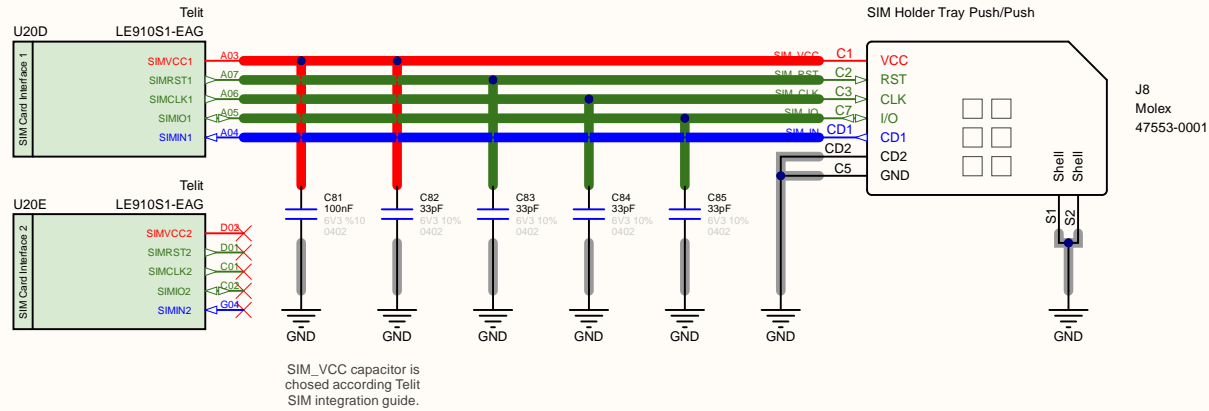 Telit
U20D LE910S1-EAG
SIM Card Interface 1
SIMVCC1 A03
SIMRST1 A07
SIMCLK1 A06
SIMIO1 A05
SIMIN1 A04
SIM Holder Tray Push/Push
SIM_VCC C1 VCC
SIM_RST C2 RST
SIM_CLK C3 CLK
SIM_IO C7 I/O
SIM_IN CD1 CD1
CD2 CD2
C5 GND
Shell
Shell
S1
S2
J8
Molex
47553-0001
Telit
U20E LE910S1-EAG
SIM Card Interface 2
SIMVCC2 D02
SIMRST2 D01
SIMCLK2 C01
SIMIO2 C02
SIMIN2 G04
C81
100nF
6V3 %10
0402
C82
33pF
6V3 10%
0402
C83
33pF
6V3 10%
0402
C84
33pF
6V3 10%
0402
C85
33pF
6V3 10%
0402
GND
GND
GND
GND
GND
GND
GND
SIM_VCC capacitor is
chosed according Telit
SIM integration guide.